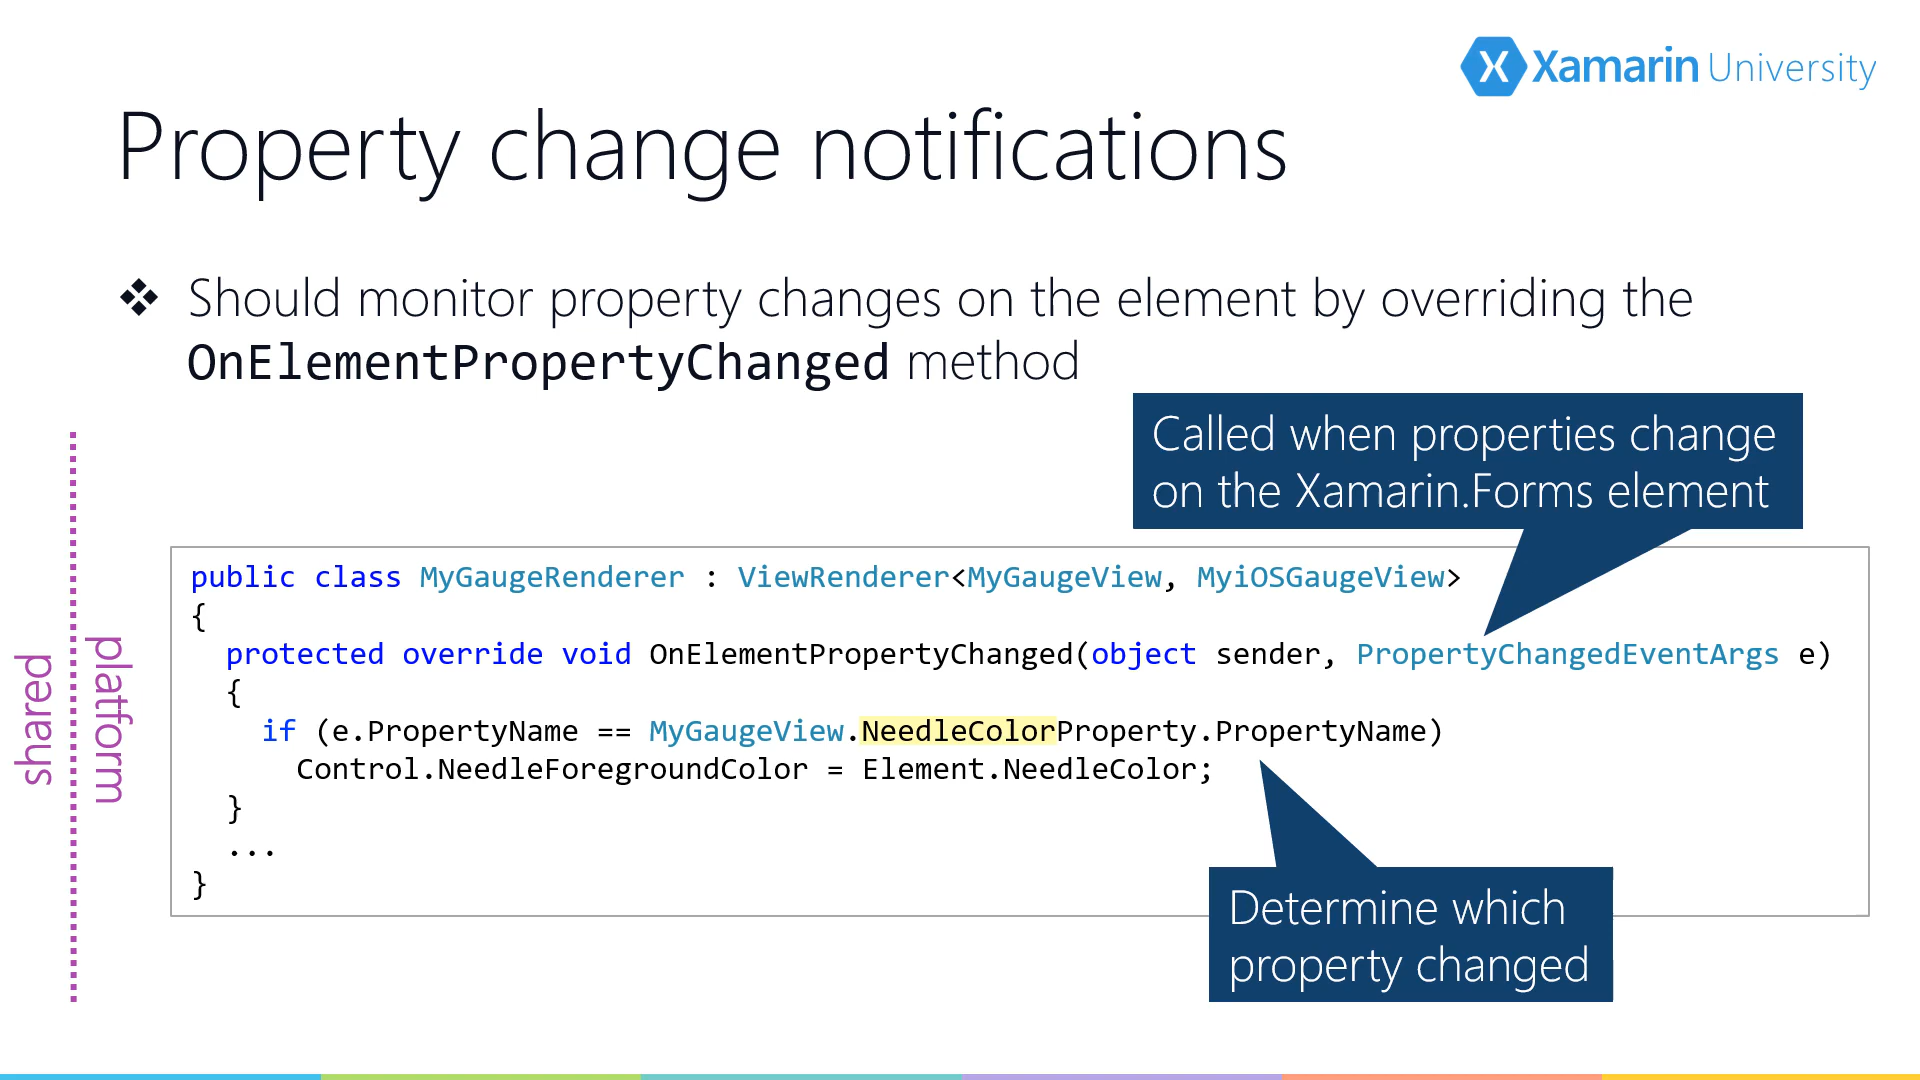 Xamarin University
Property change notifications
❖ Should monitor property changes on the element by overriding the
OnElementPropertyChanged method
Called when properties change
on the Xamarin.Forms element
shared
platform
public class MyGaugeRenderer : ViewRenderer<MyGaugeView, MyiOSGaugeView>
{
  protected override void OnElementPropertyChanged(object sender, PropertyChangedEventArgs e)
  {
    if (e.PropertyName == MyGaugeView.NeedleColorProperty.PropertyName)
      Control.NeedleForegroundColor = Element.NeedleColor;
  }
  ...
}
Determine which
property changed